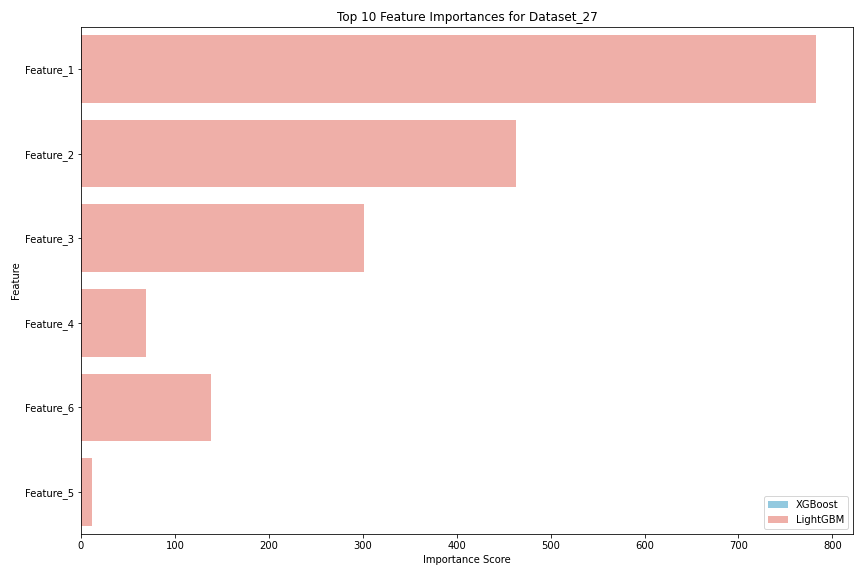 Top 10 Feature Importances for Dataset_27
Feature
Feature_1
Feature_2
Feature_3
Feature_4
Feature_6
Feature_5
XGBoost
LightGBM
0 100 200 300 400 500 600 700 800
Importance Score